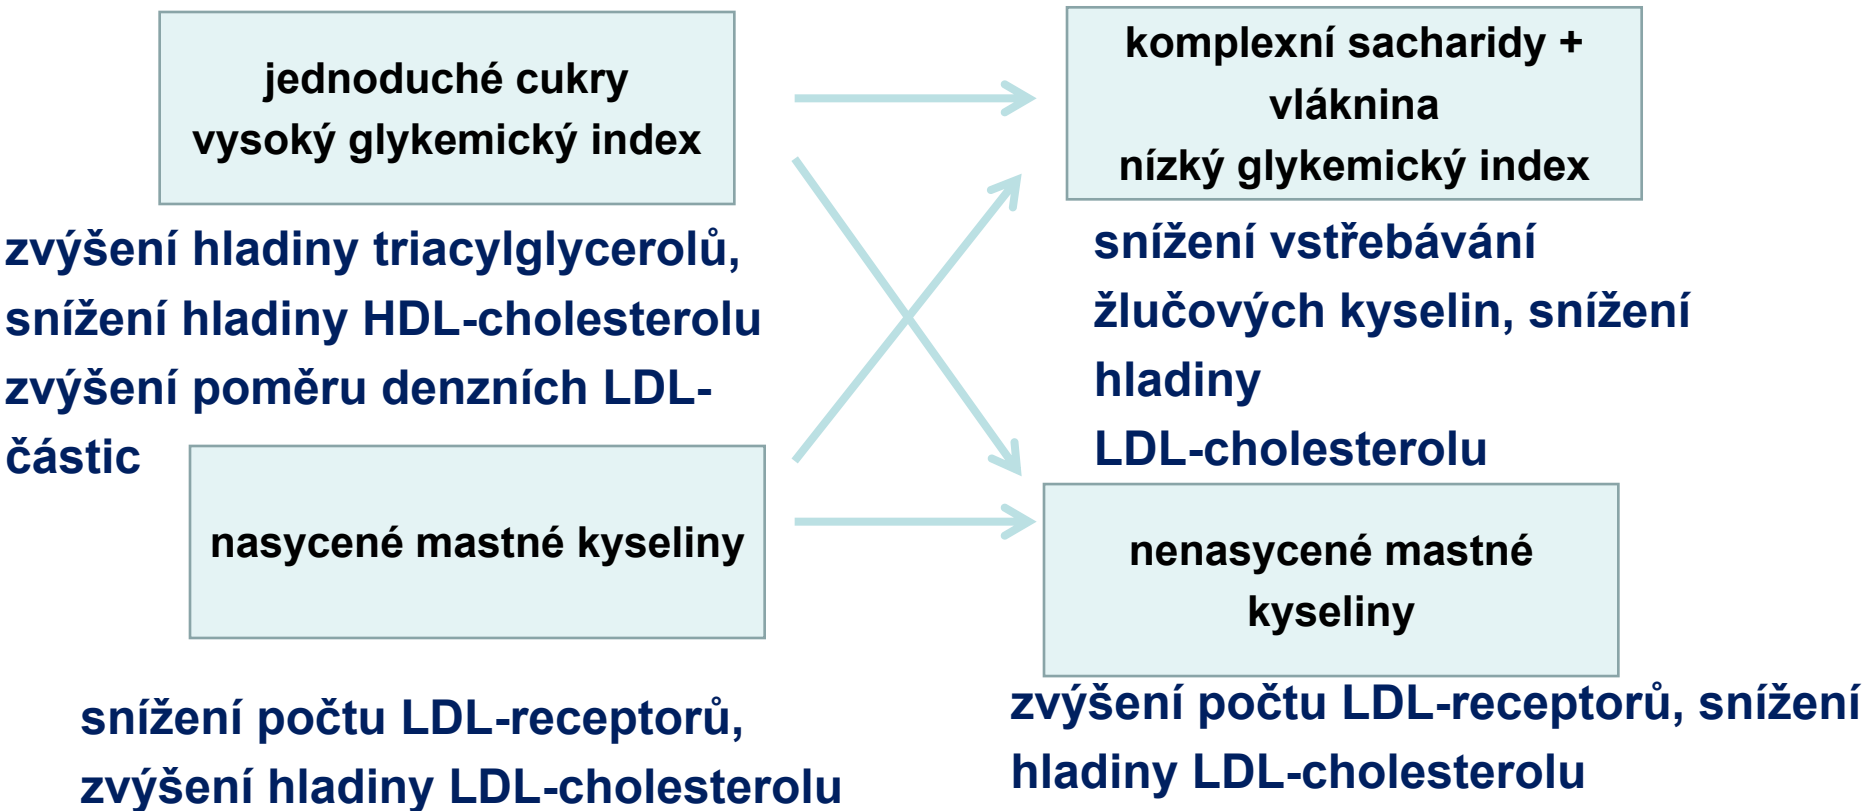 jednoduché cukry
vysoký glykemický index
zvýšení hladiny triacylglycerolů,
snížení hladiny HDL-cholesterolu
zvýšení poměru denzních LDL-
částic
nasycené mastné kyseliny
snížení počtu LDL-receptorů,
zvýšení hladiny LDL-cholesterolu
komplexní sacharidy +
vláknina
nízký glykemický index
snížení vstřebávání
žlučových kyselin, snížení
hladiny
LDL-cholesterolu
nenasycené mastné
kyseliny
zvýšení počtu LDL-receptorů, snížení
hladiny LDL-cholesterolu